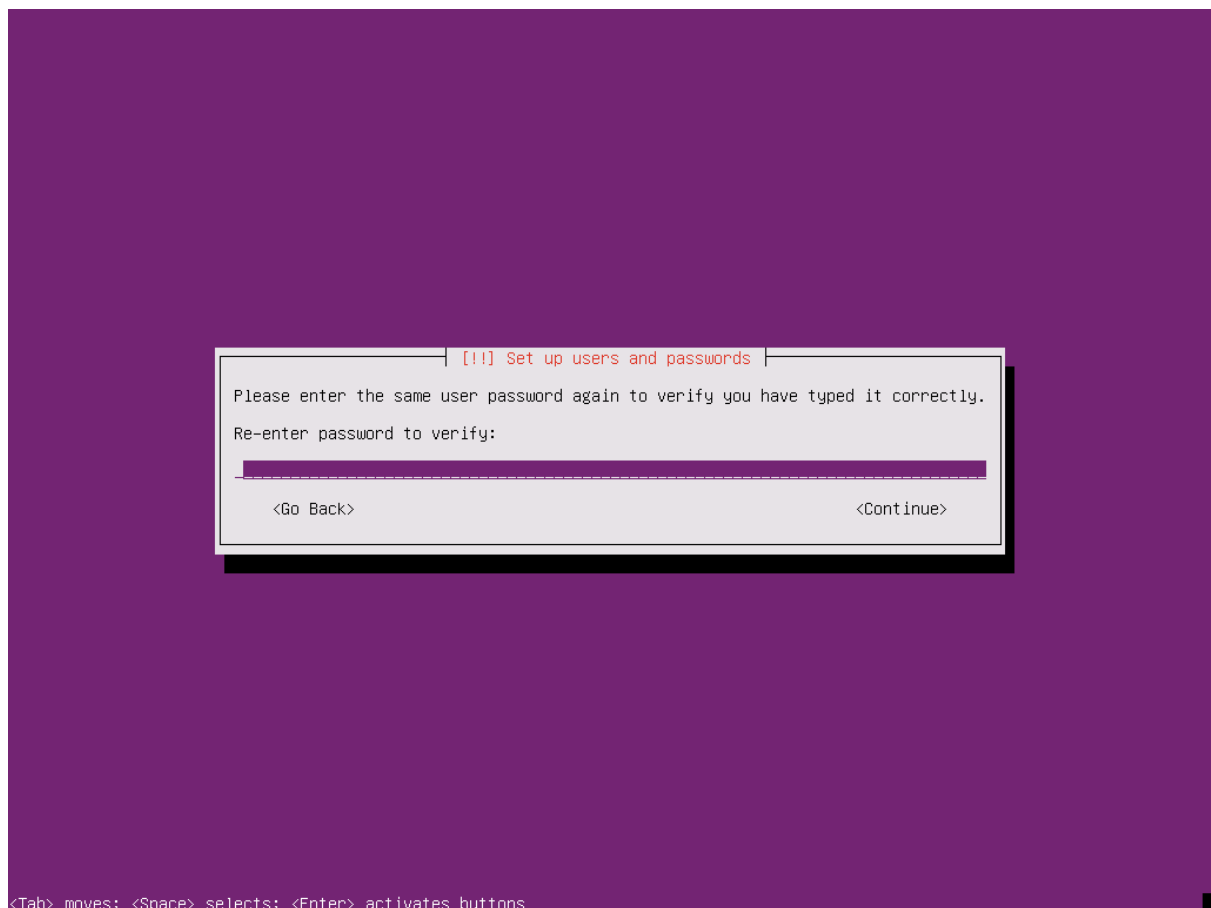 [!!] Set up users and passwords
Please enter the same user password again to verify you have typed it correctly.
Re-enter password to verify:
<Go Back> <Continue>
<Tab> moves; <Space> selects; <Enter> activates buttons